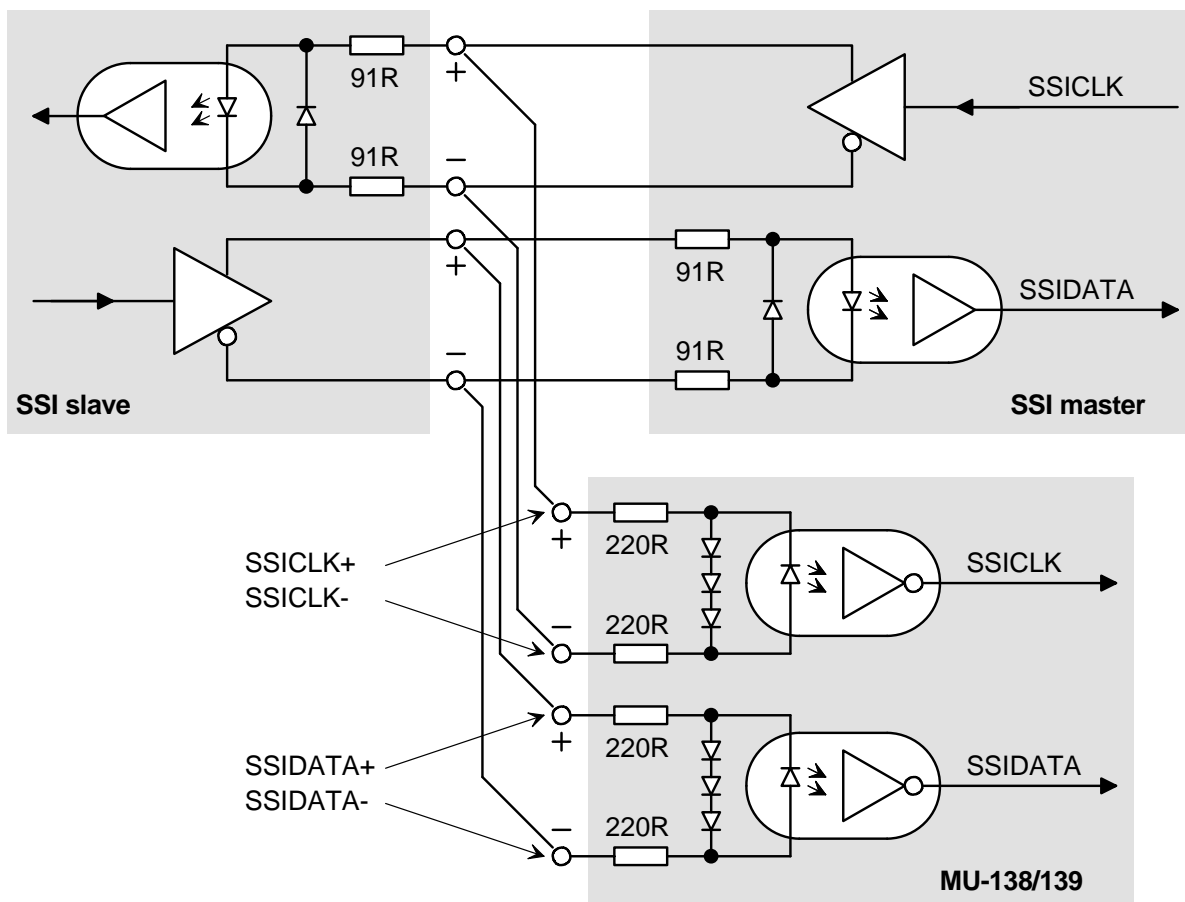 91R
+
SSICLK
91R
−
+
91R
SSIDATA
−
91R
SSI slave
SSI master
SSICLK+
SSICLK-
+
220R
SSICLK
−
220R
SSIDATA+
SSIDATA-
+
220R
SSIDATA
−
220R
MU-138/139